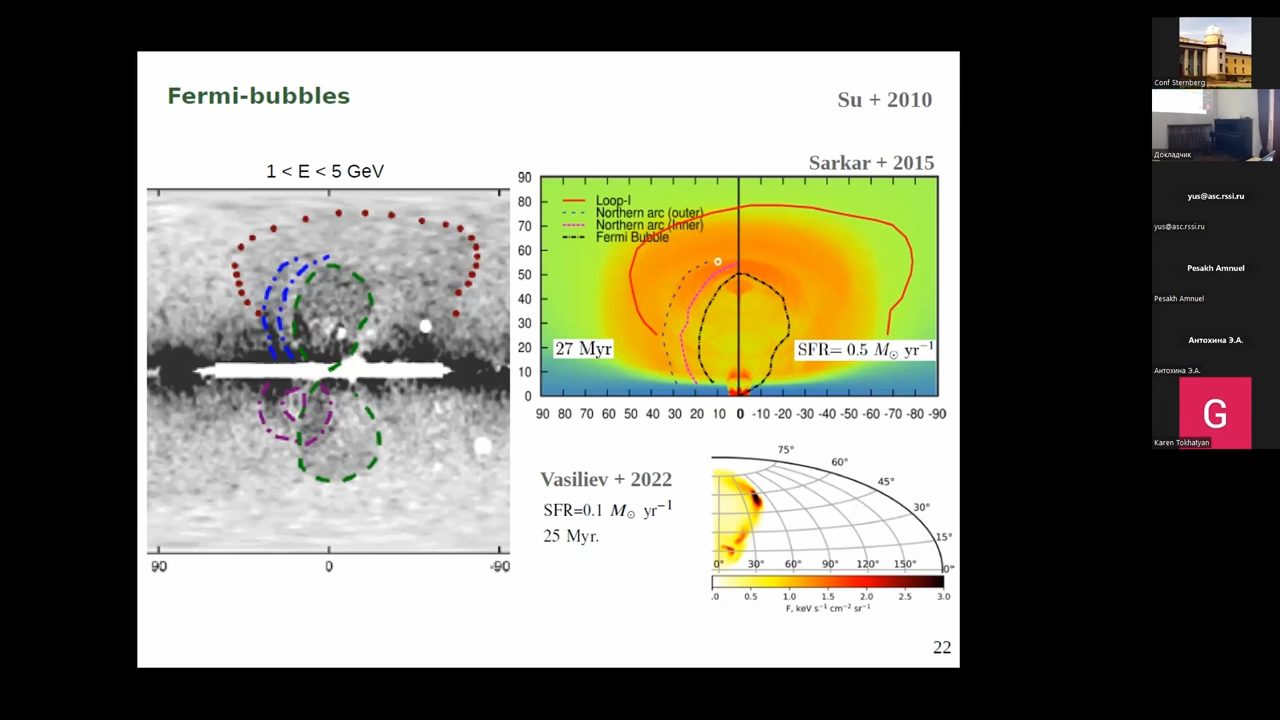 Fermi-bubbles
Su + 2010
Sarkar + 2015
1 < E < 5 GeV
90
0
-90
90
80
70
60
50
40
30
20
10
0
Loop-I
Northern arc (outer)
Northern arc (inner)
Fermi Bubble
27 Myr
SFR= 0.5 M⊙ yr⁻¹
90 80 70 60 50 40 30 20 10 0 -10 -20 -30 -40 -50 -60 -70 -80 -90
Vasiliev + 2022
SFR=0.1 M⊙ yr⁻¹
25 Myr.
75°
60°
45°
30°
15°
0° 30° 60° 90° 120° 150° 0°
.0 0.5 1.0 1.5 2.0 2.5 3.0
F, keV s⁻¹ cm⁻² sr⁻¹
22
Conf Sternberg
Докладчик
yus@asc.rssi.ru
yus@asc.rssi.ru
Pesakh Amnuel
Pesakh Amnuel
Антохина Э.А.
Антохина Э.А.
G
Karen Tokhatyan